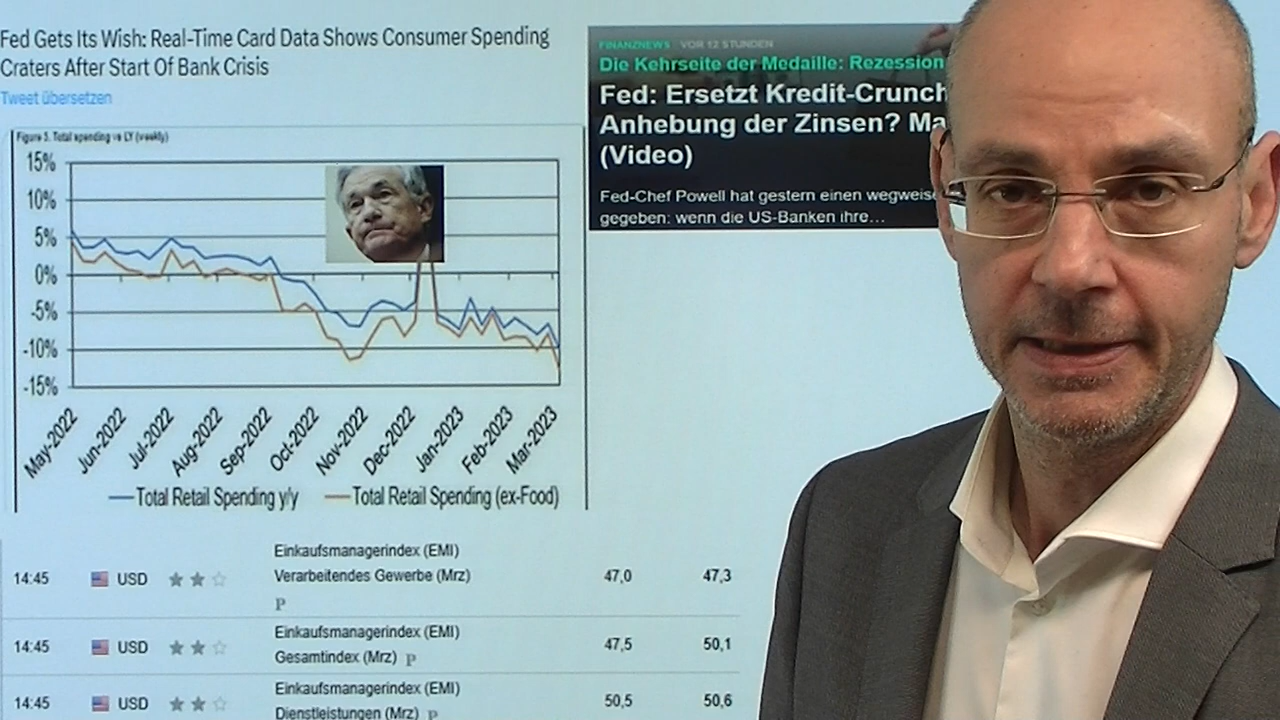 Fed Gets Its Wish: Real-Time Card Data Shows Consumer Spending
Craters After Start Of Bank Crisis
Tweet übersetzen
Figure 5. Total spending vs LY (weekly)
15%
10%
5%
0%
-5%
-10%
-15%
May-2022
Jun-2022
Jul-2022
Aug-2022
Sep-2022
Oct-2022
Nov-2022
Dec-2022
Jan-2023
Feb-2023
Mar-2023
Total Retail Spending y/y
Total Retail Spending (ex-Food)
FINANZNEWS VOR 12 STUNDEN
Die Kehrseite der Medaille: Rezession
Fed: Ersetzt Kredit-Crunch
Anhebung der Zinsen? Ma
(Video)
Fed-Chef Powell hat gestern einen wegweise
gegeben: wenn die US-Banken ihre…
Einkaufsmanagerindex (EMI)
14:45 USD Verarbeitendes Gewerbe (Mrz) 47,0 47,3
P
Einkaufsmanagerindex (EMI)
14:45 USD Gesamtindex (Mrz) P 47,5 50,1
Einkaufsmanagerindex (EMI)
14:45 USD Dienstleistungen (Mrz) P 50,5 50,6